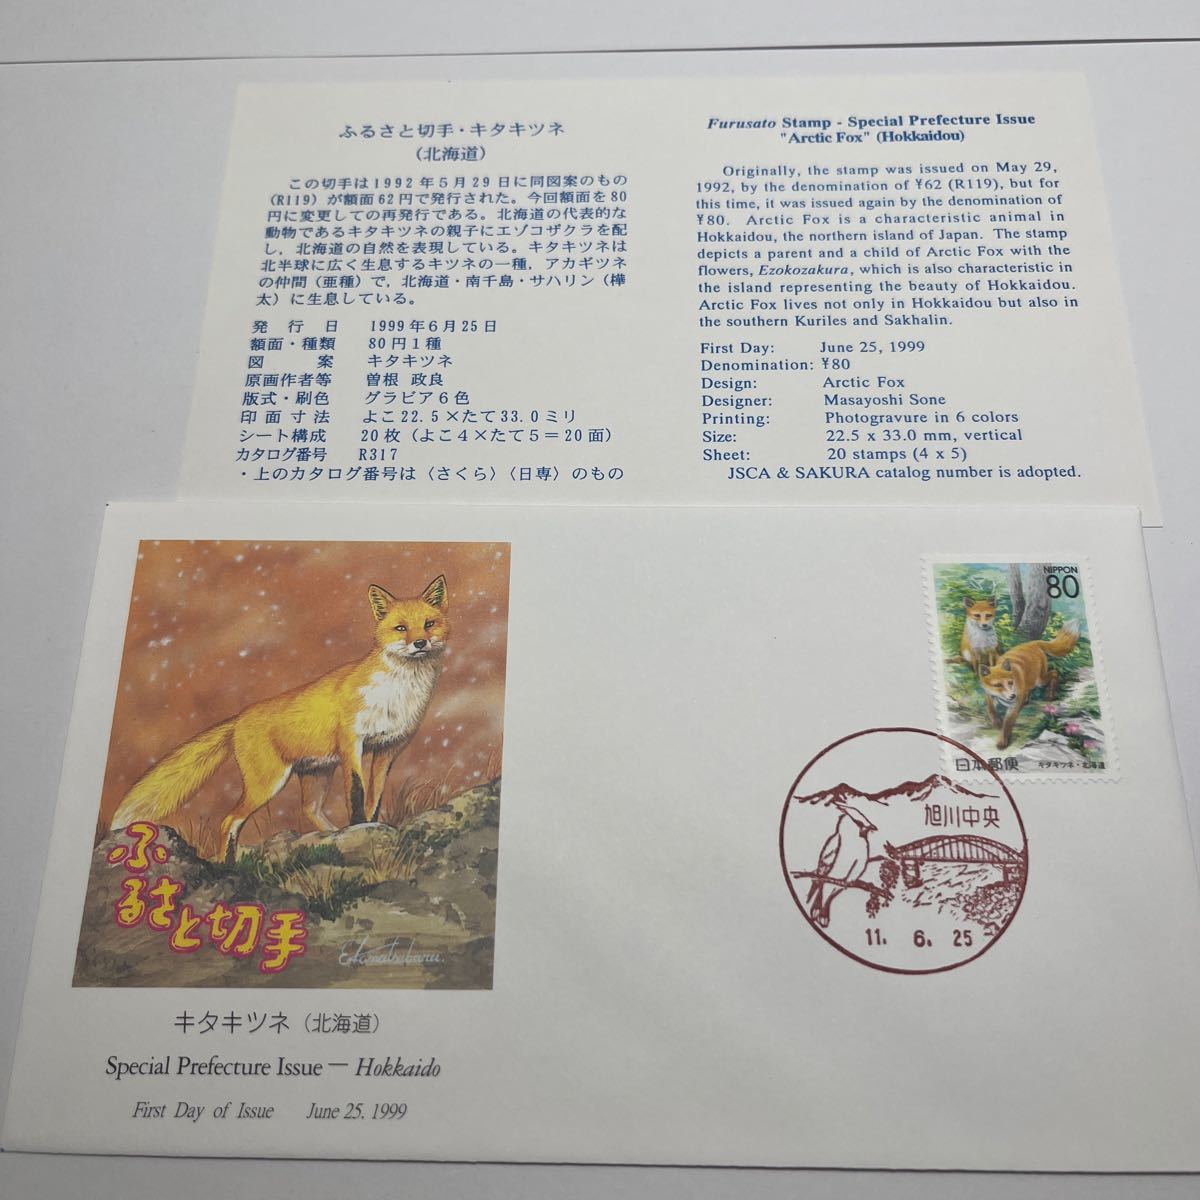 ふるさと切手・キタキツネ
(北海道)
この切手は1992年5月29日に同図案のもの
(R119)が額面62円で発行された。今回額面を80
円に変更しての再発行である。北海道の代表的な
動物であるキタキツネの親子にエゾコザクラを配
し,北海道の自然を表現している。キタキツネは
北半球に広く生息するキツネの一種,アカギツネ
の仲間(亜種)で,北海道・南千島・サハリン(樺
太)に生息している。
発行日 1999年6月25日
額面・種類 80円1種
図案 キタキツネ
原画作者等 曽根 政良
版式・刷色 グラビア6色
印面寸法 よこ22.5×たて33.0ミリ
シート構成 20枚(よこ4×たて5=20面)
カタログ番号 R317
・上のカタログ番号は〈さくら〉〈日専〉のもの
Furusato Stamp - Special Prefecture Issue
"Arctic Fox" (Hokkaidou)
Originally, the stamp was issued on May 29,
1992, by the denomination of ¥62 (R119), but for
this time, it was issued again by the denomination of
¥80. Arctic Fox is a characteristic animal in
Hokkaidou, the northern island of Japan. The stamp
depicts a parent and a child of Arctic Fox with the
flowers, Ezokozakura, which is also characteristic in
the island representing the beauty of Hokkaidou.
Arctic Fox lives not only in Hokkaidou but also in
the southern Kuriles and Sakhalin.
First Day: June 25, 1999
Denomination: ¥80
Design: Arctic Fox
Designer: Masayoshi Sone
Printing: Photogravure in 6 colors
Size: 22.5 x 33.0 mm, vertical
Sheet: 20 stamps (4 x 5)
JSCA & SAKURA catalog number is adopted.
NIPPON
80
日本郵便 キタキツネ・北海道
旭川中央
11. 6. 25
ふるさと切手
キタキツネ(北海道)
Special Prefecture Issue — Hokkaido
First Day of Issue June 25. 1999